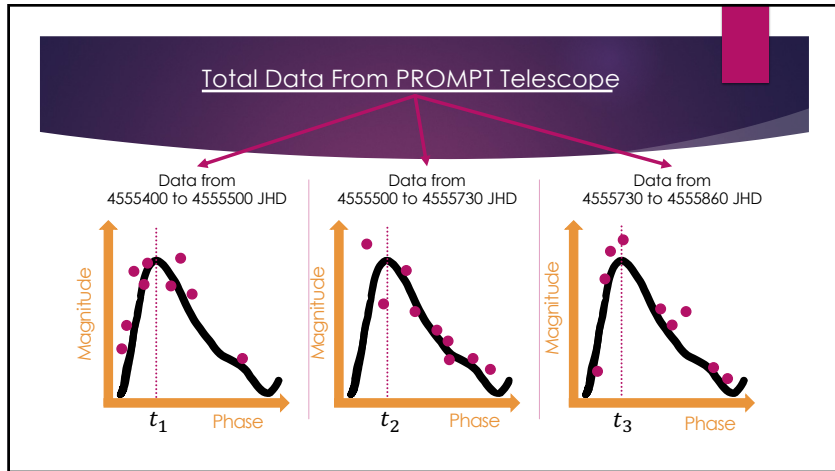 Total Data From PROMPT Telescope
Data from
4555400 to 4555500 JHD
Data from
4555500 to 4555730 JHD
Data from
4555730 to 4555860 JHD
Magnitude
t₁
Phase
Magnitude
t₂
Phase
Magnitude
t₃
Phase